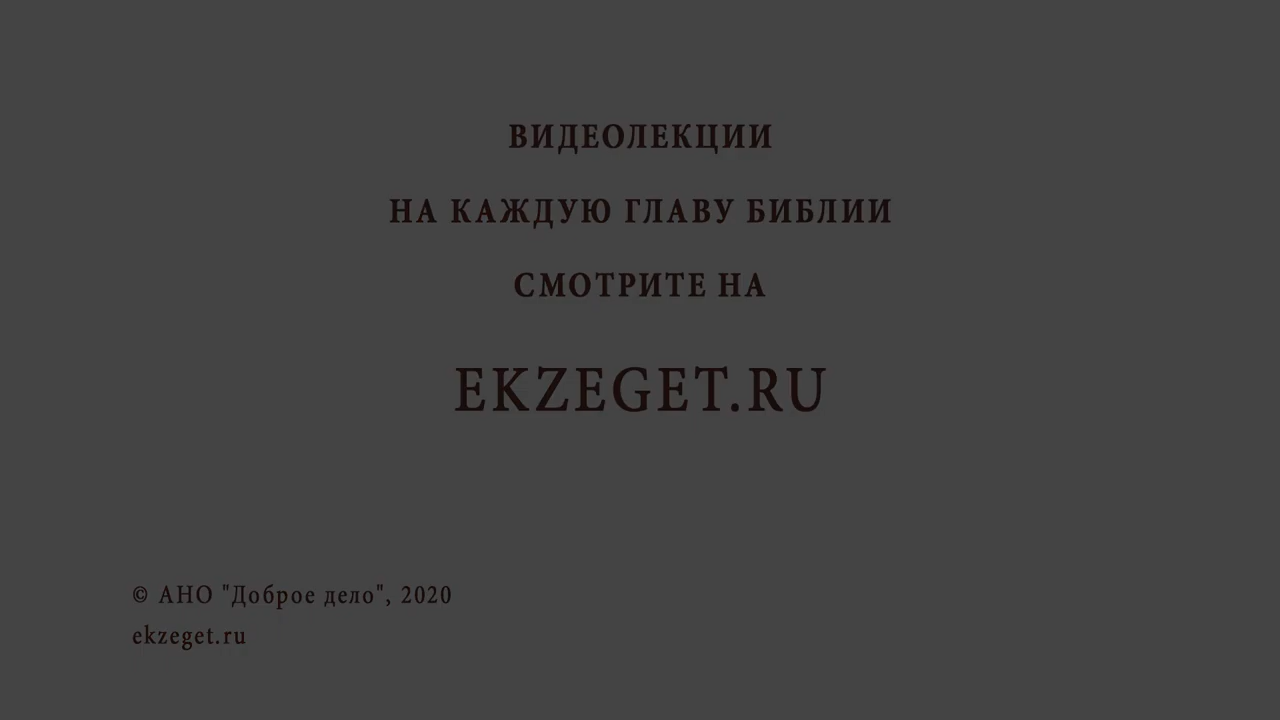 ВИДЕОЛЕКЦИИ
НА КАЖДУЮ ГЛАВУ БИБЛИИ
СМОТРИТЕ НА
EKZEGET.RU
© АНО "Доброе дело", 2020
ekzeget.ru